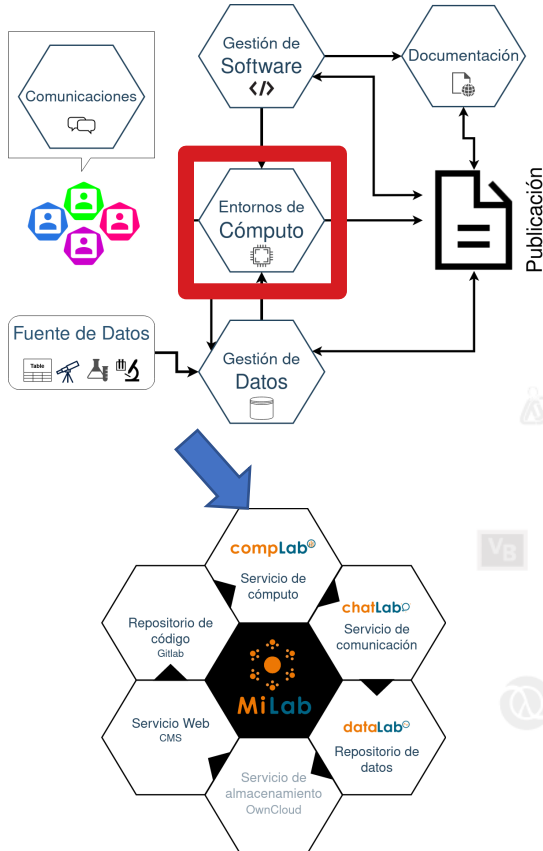 Gestión de
Software
</>
Documentación
Comunicaciones
Entornos de
Cómputo
Publicación
Fuente de Datos
Table
Gestión de
Datos
compLab
Servicio de
cómputo
chatLab
Servicio de
comunicación
Repositorio de
código
Gitlab
MiLab
Servicio Web
CMS
dataLab
Repositorio de
datos
Servicio de
almacenamiento
OwnCloud
VB